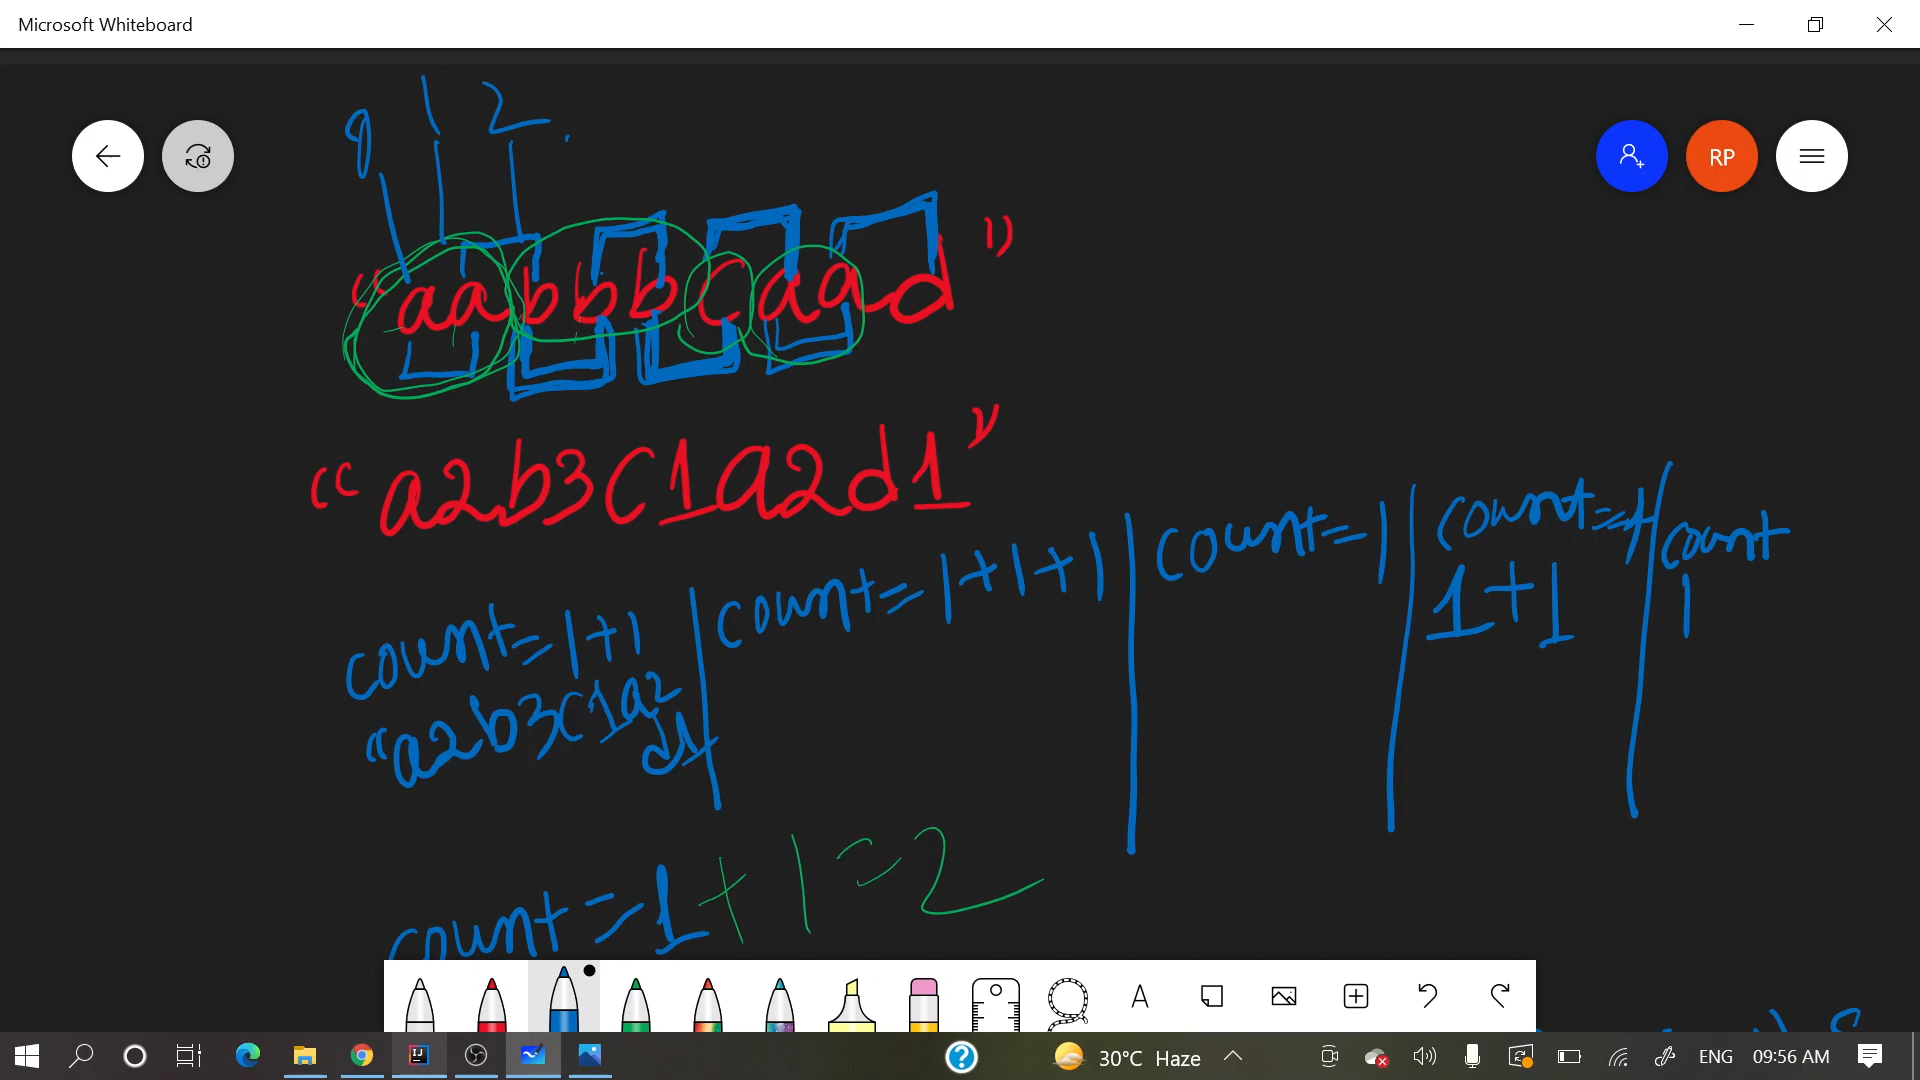 Microsoft Whiteboard
1 2
RP
"aabbbcaad"
"a2b3c1a2d1"
count=1+1 | count=1+1+1 | count=1 | count=1 | count
1+1 1
"a2b3c1a2
d1
count=1+1=2
A
30°C Haze
ENG 09:56 AM